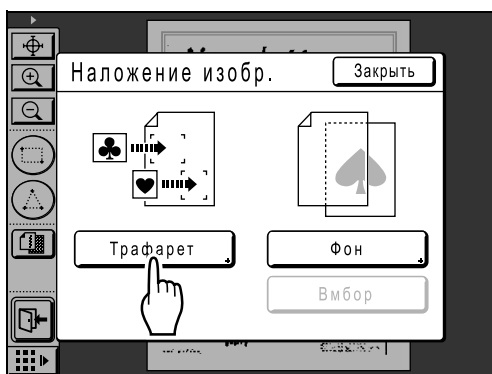 Наложение изобр.
Закрыть
Трафарет
Фон
Вмбор